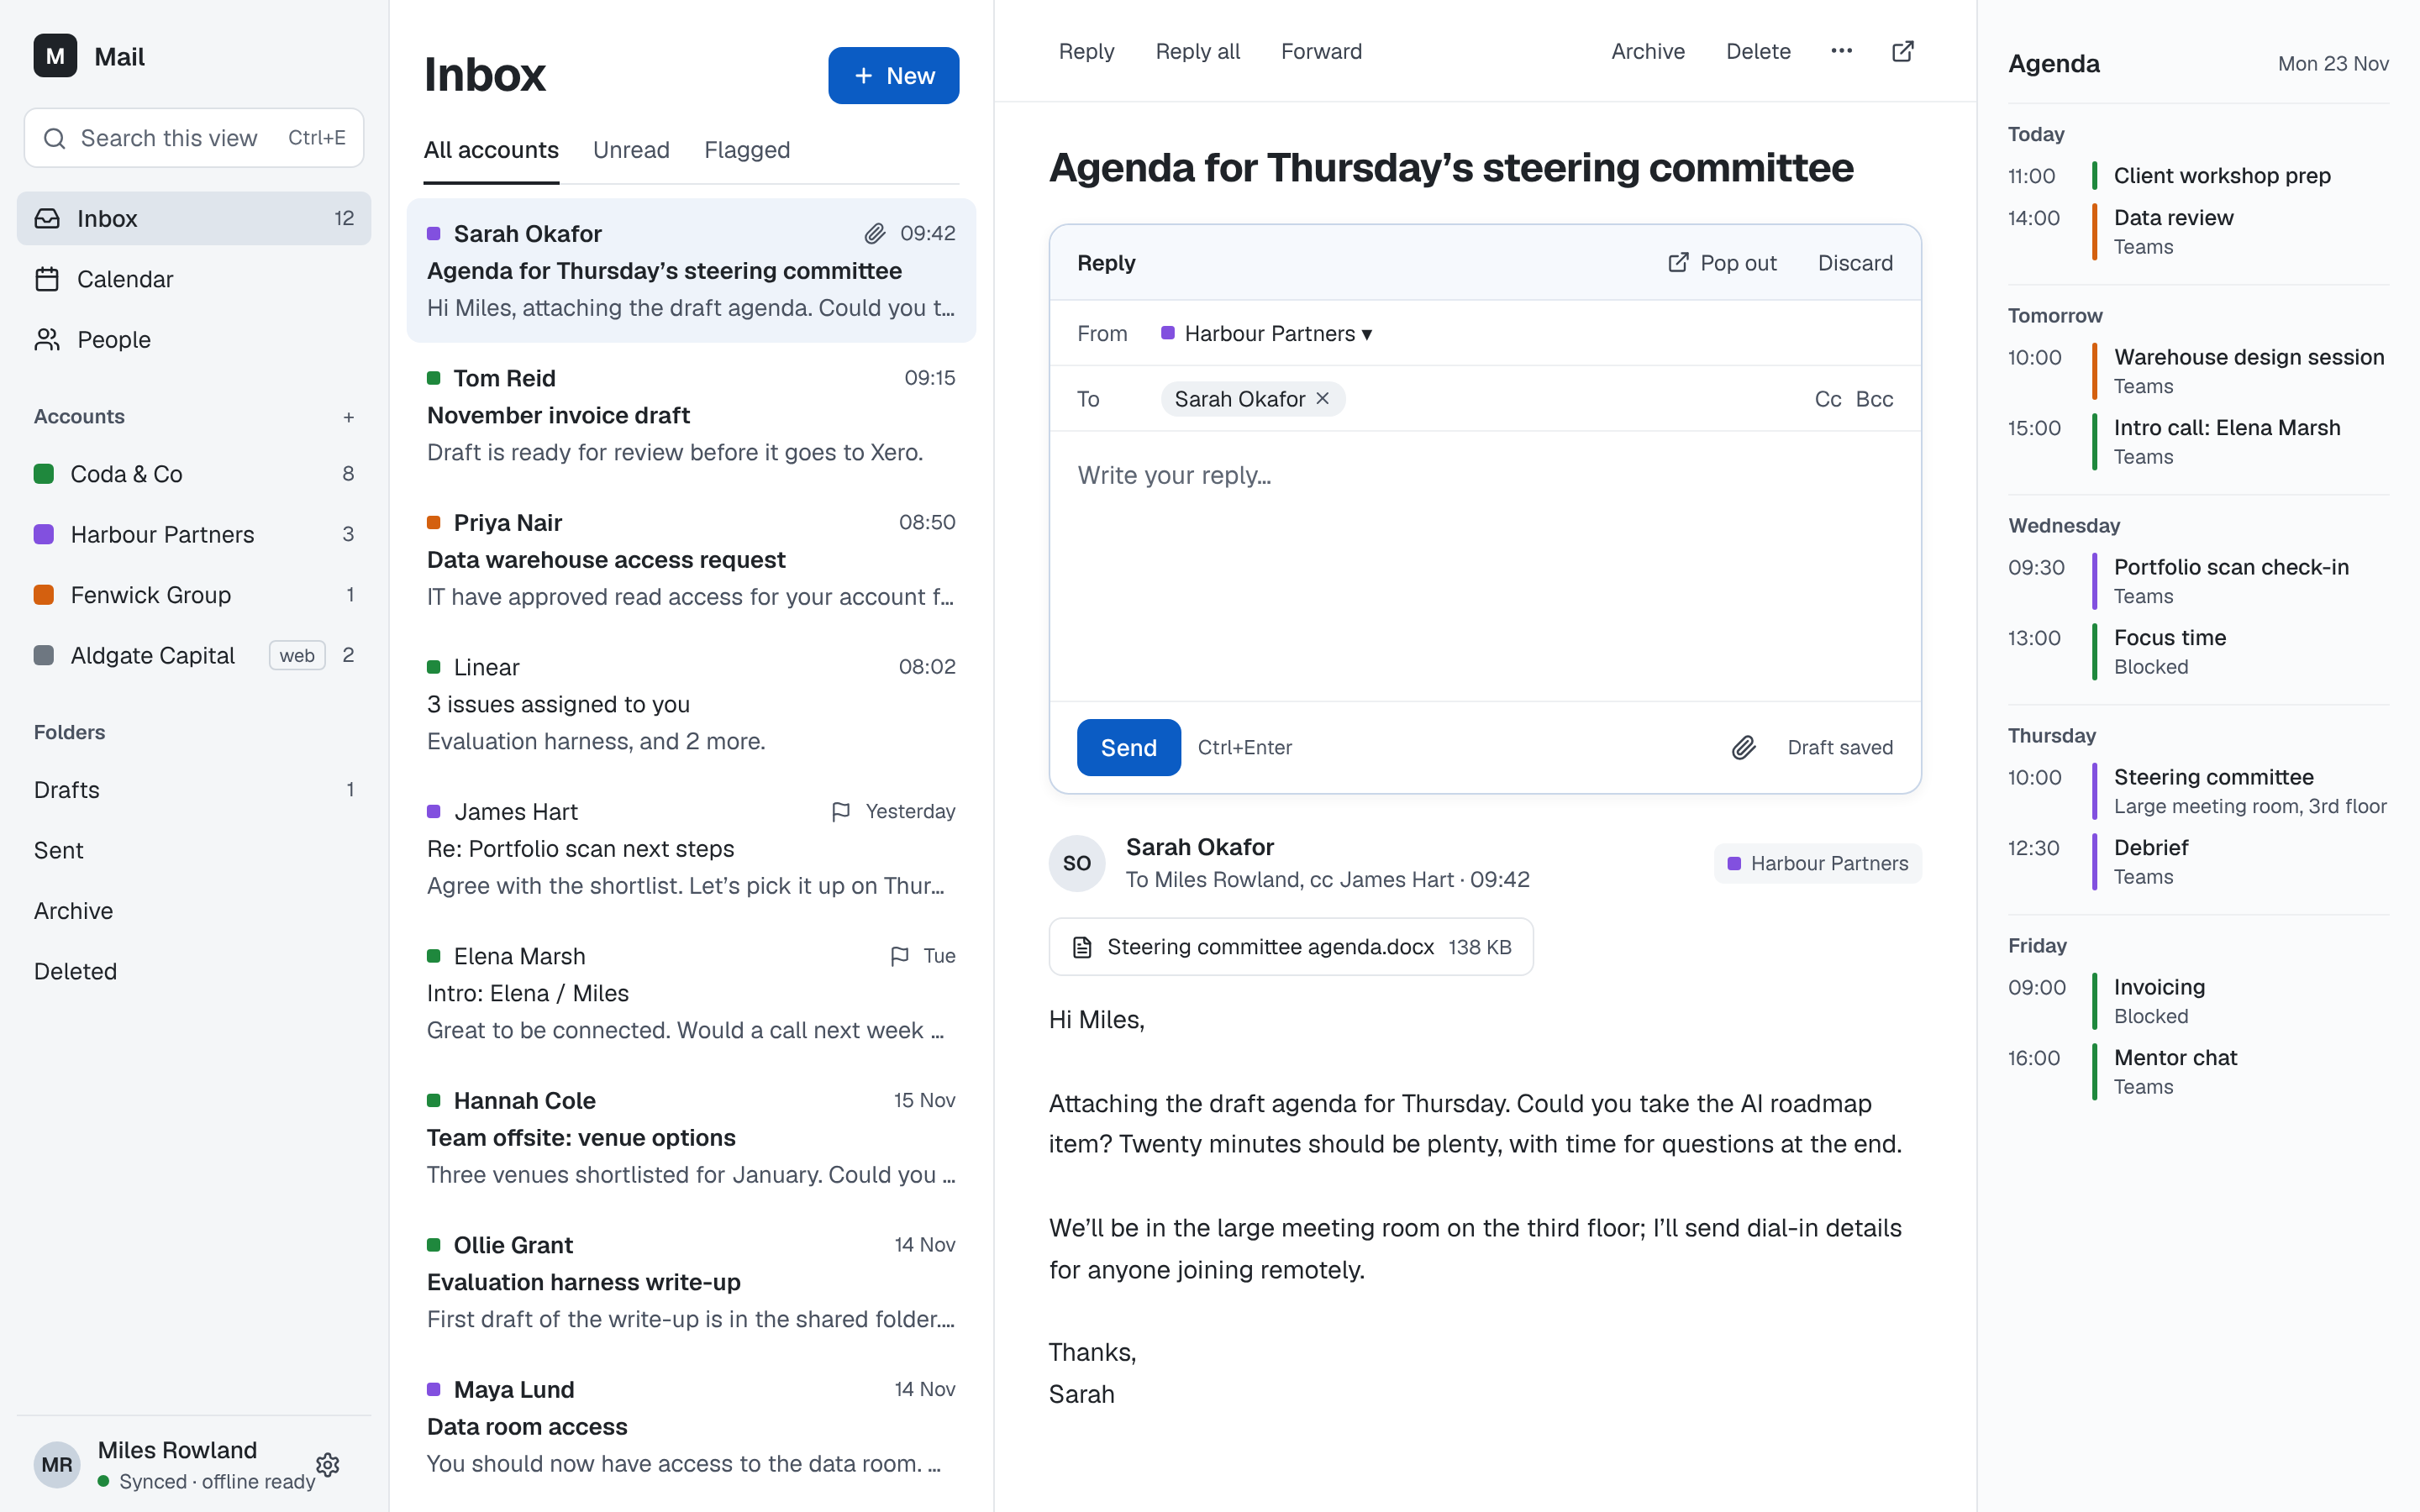 M Mail
Search this view Ctrl+E
Inbox 12
Calendar
People
Accounts +
Coda & Co 8
Harbour Partners 3
Fenwick Group 1
Aldgate Capital web 2
Folders
Drafts 1
Sent
Archive
Deleted
MR Miles Rowland
Synced · offline ready
Inbox
+ New
All accounts Unread Flagged
Sarah Okafor 09:42
Agenda for Thursday’s steering committee
Hi Miles, attaching the draft agenda. Could you t…
Tom Reid 09:15
November invoice draft
Draft is ready for review before it goes to Xero.
Priya Nair 08:50
Data warehouse access request
IT have approved read access for your account f…
Linear 08:02
3 issues assigned to you
Evaluation harness, and 2 more.
James Hart Yesterday
Re: Portfolio scan next steps
Agree with the shortlist. Let’s pick it up on Thur…
Elena Marsh Tue
Intro: Elena / Miles
Great to be connected. Would a call next week …
Hannah Cole 15 Nov
Team offsite: venue options
Three venues shortlisted for January. Could you …
Ollie Grant 14 Nov
Evaluation harness write-up
First draft of the write-up is in the shared folder.…
Maya Lund 14 Nov
Data room access
You should now have access to the data room. …
Reply Reply all Forward Archive Delete •••
Agenda for Thursday’s steering committee
Reply Pop out Discard
From Harbour Partners ▾
To Sarah Okafor × Cc Bcc
Write your reply…
Send Ctrl+Enter Draft saved
SO Sarah Okafor
To Miles Rowland, cc James Hart · 09:42
Harbour Partners
Steering committee agenda.docx 138 KB
Hi Miles,
Attaching the draft agenda for Thursday. Could you take the AI roadmap
item? Twenty minutes should be plenty, with time for questions at the end.
We’ll be in the large meeting room on the third floor; I’ll send dial-in details
for anyone joining remotely.
Thanks,
Sarah
Agenda Mon 23 Nov
Today
11:00 Client workshop prep
14:00 Data review
Teams
Tomorrow
10:00 Warehouse design session
Teams
15:00 Intro call: Elena Marsh
Teams
Wednesday
09:30 Portfolio scan check-in
Teams
13:00 Focus time
Blocked
Thursday
10:00 Steering committee
Large meeting room, 3rd floor
12:30 Debrief
Teams
Friday
09:00 Invoicing
Blocked
16:00 Mentor chat
Teams